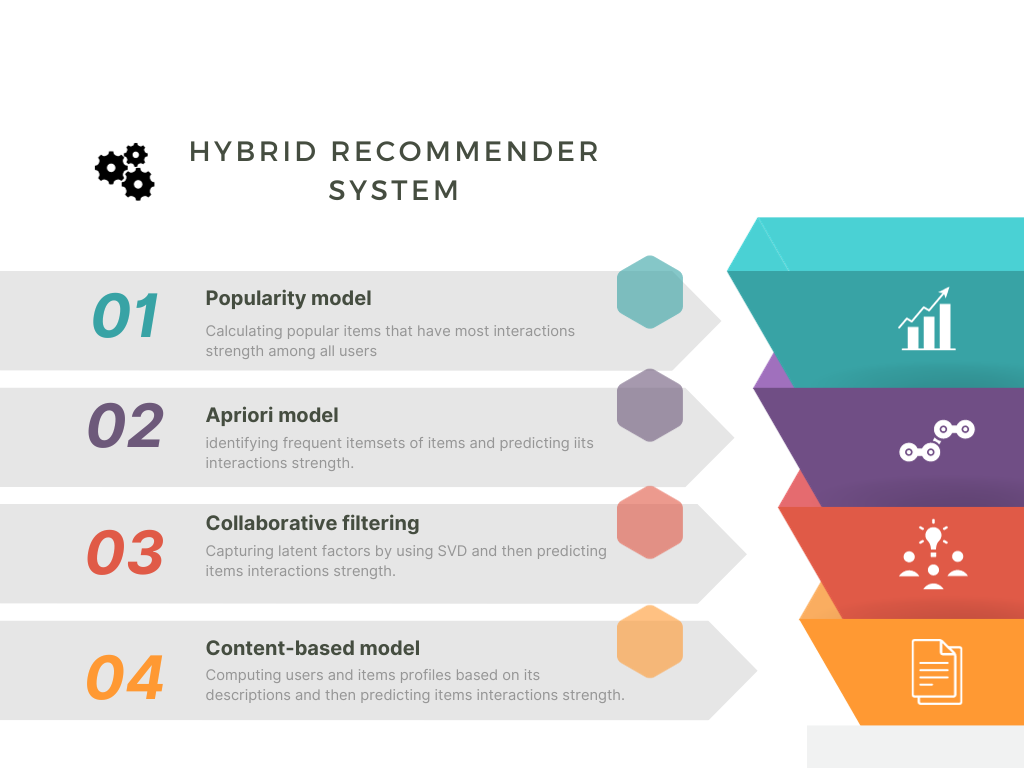 HYBRID RECOMMENDER
SYSTEM
01
Popularity model
Calculating popular items that have most interactions
strength among all users
02
Apriori model
identifying frequent itemsets of items and predicting iits
interactions strength.
03
Collaborative filtering
Capturing latent factors by using SVD and then predicting
items interactions strength.
04
Content-based model
Computing users and items profiles based on its
descriptions and then predicting items interactions strength.